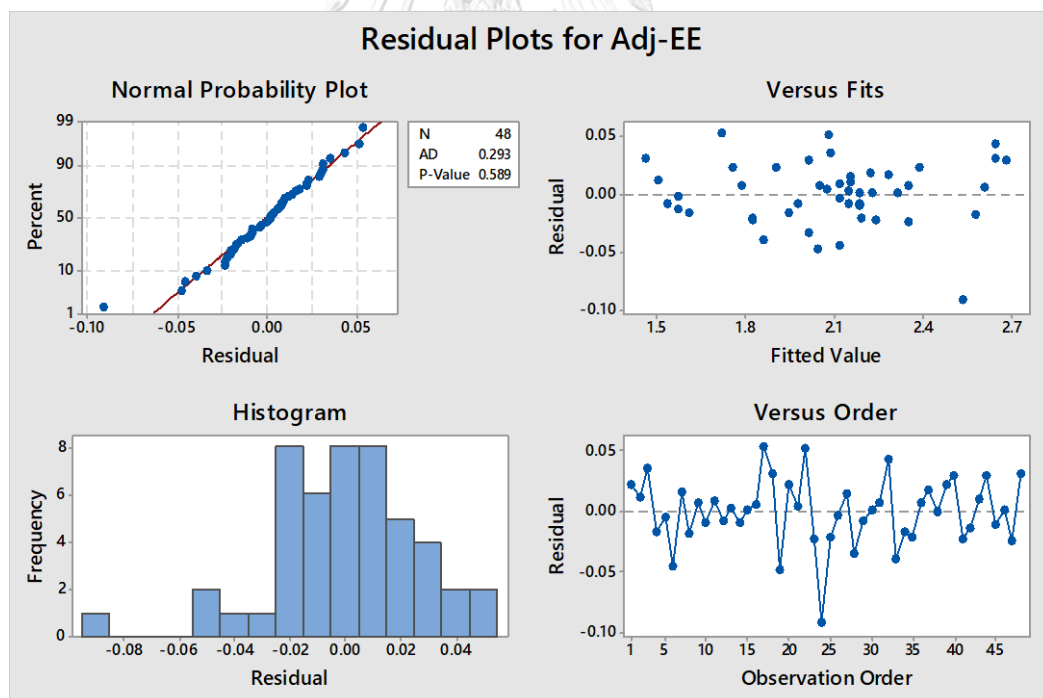 Residual Plots for Adj-EE
Normal Probability Plot
99
90
50
10
1
Percent
-0.10 -0.05 0.00 0.05
Residual
N 48
AD 0.293
P-Value 0.589
Versus Fits
0.05
0.00
-0.05
-0.10
Residual
1.5 1.8 2.1 2.4 2.7
Fitted Value
Histogram
8
6
4
2
0
Frequency
-0.08 -0.06 -0.04 -0.02 0.00 0.02 0.04
Residual
Versus Order
0.05
0.00
-0.05
-0.10
Residual
1 5 10 15 20 25 30 35 40 45
Observation Order